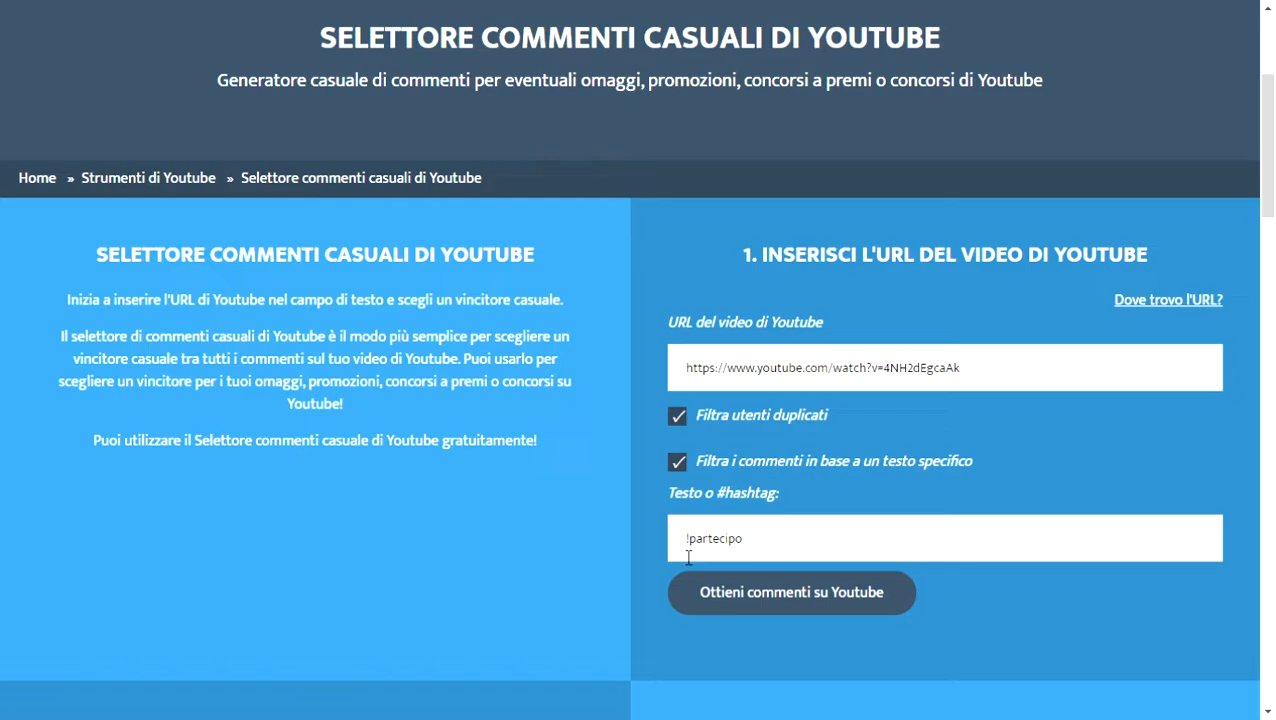 SELETTORE COMMENTI CASUALI DI YOUTUBE
Generatore casuale di commenti per eventuali omaggi, promozioni, concorsi a premi o concorsi di Youtube
Home » Strumenti di Youtube » Selettore commenti casuali di Youtube
SELETTORE COMMENTI CASUALI DI YOUTUBE
Inizia a inserire l'URL di Youtube nel campo di testo e scegli un vincitore casuale.
Il selettore di commenti casuali di Youtube è il modo più semplice per scegliere un
vincitore casuale tra tutti i commenti sul tuo video di Youtube. Puoi usarlo per
scegliere un vincitore per i tuoi omaggi, promozioni, concorsi a premi o concorsi su
Youtube!
Puoi utilizzare il Selettore commenti casuale di Youtube gratuitamente!
1. INSERISCI L'URL DEL VIDEO DI YOUTUBE
Dove trovo l'URL?
URL del video di Youtube
https://www.youtube.com/watch?v=4NH2dEgcaAk
Filtra utenti duplicati
Filtra i commenti in base a un testo specifico
Testo o #hashtag:
!partecipo
Ottieni commenti su Youtube